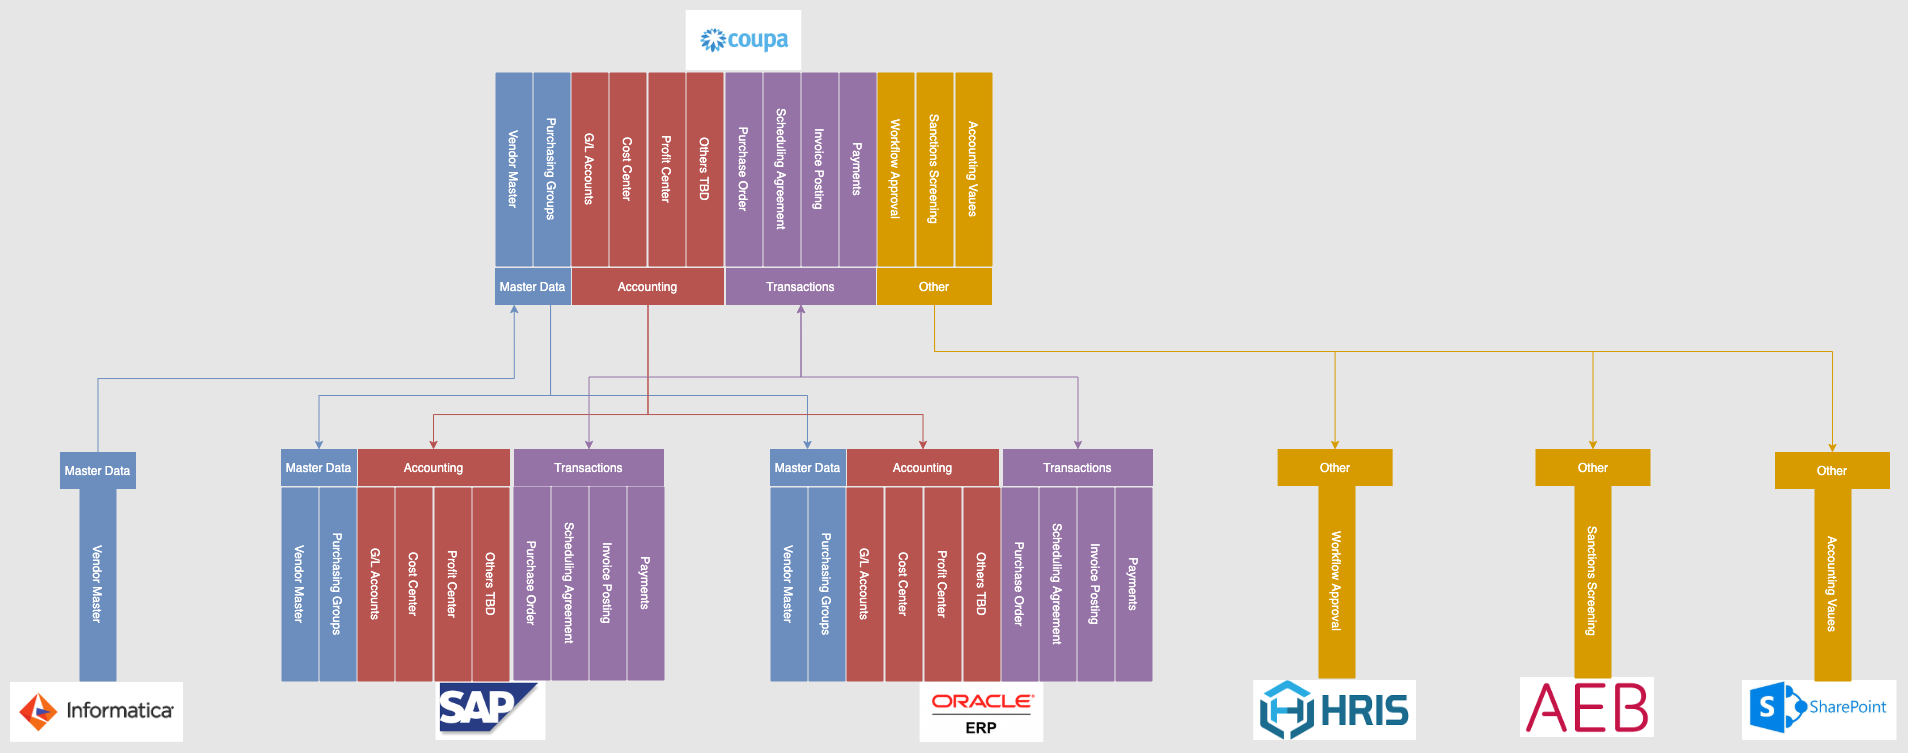 coupa
Vendor Master
Purchasing Groups
G/L Accounts
Cost Center
Profit Center
Others TBD
Purchase Order
Scheduling Agreement
Invoice Posting
Payments
Workflow Approval
Sanctions Screening
Accounting Vaues
Master Data
Accounting
Transactions
Other
Master Data
Vendor Master
Informatica
Master Data
Accounting
Transactions
Vendor Master
Purchasing Groups
G/L Accounts
Cost Center
Profit Center
Others TBD
Purchase Order
Scheduling Agreement
Invoice Posting
Payments
SAP
Master Data
Accounting
Transactions
Vendor Master
Purchasing Groups
G/L Accounts
Cost Center
Profit Center
Others TBD
Purchase Order
Scheduling Agreement
Invoice Posting
Payments
ORACLE
ERP
Other
Workflow Approval
HRIS
Other
Sanctions Screening
AEB
Other
Accounting Vaues
S
SharePoint